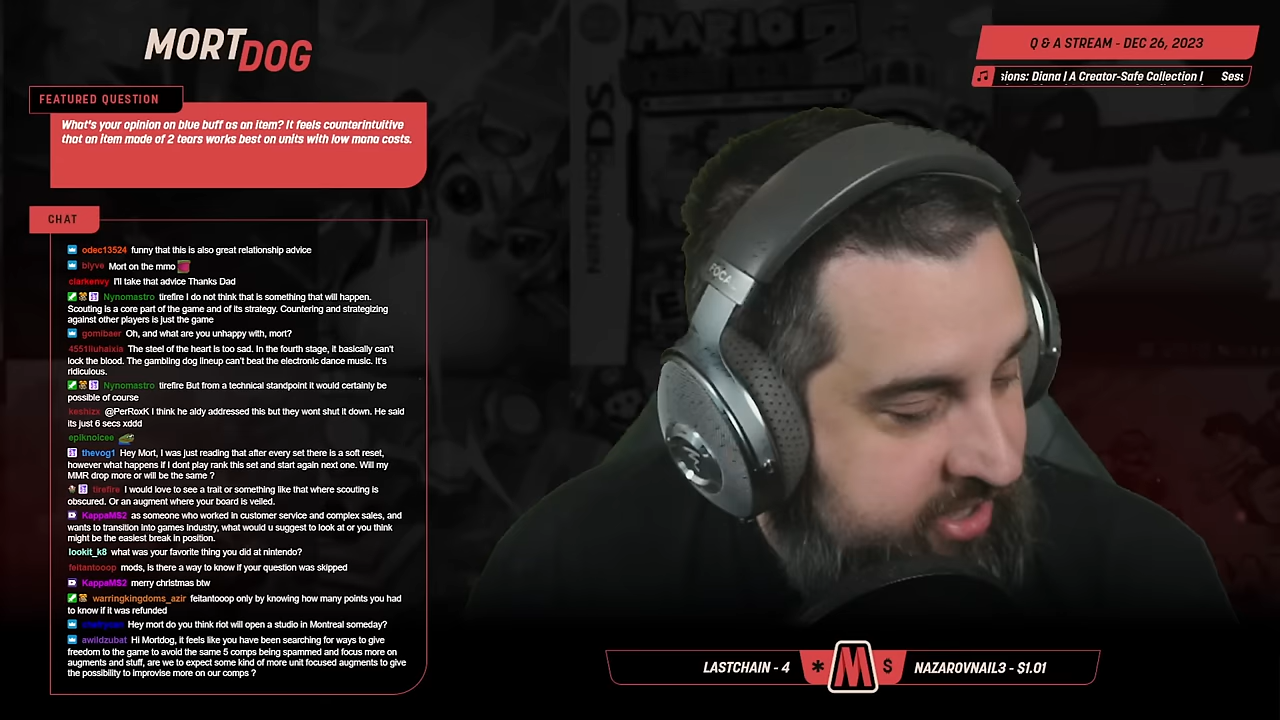 MORTDOG
Q & A STREAM - DEC 26, 2023
sions: Diana | A Creator-Safe Collection | Sess
FEATURED QUESTION
What's your opinion on blue buff as an item? It feels counterintuitive
that an item made of 2 tears works best on units with low mana costs.
CHAT
odec13524 funny that this is also great relationship advice
blyve Mort on the mmo
clarkenvy I'll take that advice Thanks Dad
Nynomastro tirefire I do not think that is something that will happen.
Scouting is a core part of the game and of its strategy. Countering and strategizing
against other players is just the game
gomibaer Oh, and what are you unhappy with, mort?
4551liuhaixia The steel of the heart is too sad. In the fourth stage, it basically can't
lock the blood. The gambling dog lineup can't beat the electronic dance music. It's
ridiculous.
Nynomastro tirefire But from a technical standpoint it would certainly be
possible of course
keshizx @PerRoxK I think he aldy addressed this but they wont shut it down. He said
its just 6 secs xddd
epiknoicee
thevog1 Hey Mort, I was just reading that after every set there is a soft reset,
however what happens if I dont play rank this set and start again next one. Will my
MMR drop more or will be the same ?
tirefire I would love to see a trait or something like that where scouting is
obscured. Or an augment where your board is veiled.
KappaMS2 as someone who worked in customer service and complex sales, and
wants to transition into games industry, what would u suggest to look at or you think
might be the easiest break in position.
lookit_k8 what was your favorite thing you did at nintendo?
feitantooop mods, is there a way to know if your question was skipped
KappaMS2 merry christmas btw
warringkingdoms_azir feitantooop only by knowing how many points you had
to know if it was refunded
Hey mort do you think riot will open a studio in Montreal someday?
awildzubat Hi Mortdog, it feels like you have been searching for ways to give
freedom to the game to avoid the same 5 comps being spammed and focus more on
augments and stuff, are we to expect some kind of more unit focused augments to give
the possibility to improvise more on our comps ?
MARIO
NINTENDO DS
Climber
FOCAL
LASTCHAIN - 4 * M $ NAZAROVNAIL3 - $1.01